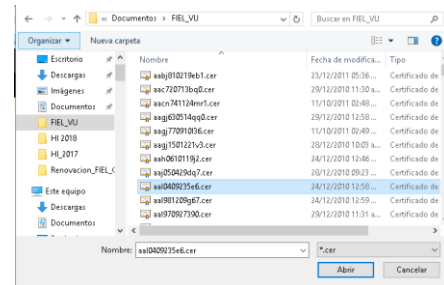 « Documentos › FIEL_VU
Buscar en FIEL_VU
Organizar
Nueva carpeta
Escritorio
Descargas
Imágenes
Documentos
FIEL_VU
HI 2018
HI_2017
Renovacion_FIEL_(
Este equipo
Descargas
Documentos
Nombre
Fecha de modifica...
Tipo
aabj810219eb1.cer 23/12/2011 05:36 ... Certificado de
aac720713bq0.cer 29/12/2010 11:30 a... Certificado de
aacn741124mr1.cer 11/10/2011 02:48 ... Certificado de
aagj630514qq0.cer 29/12/2010 12:58 ... Certificado de
aagj770910l36.cer 11/10/2011 02:49 ... Certificado de
aagj1501221v3.cer 28/12/2010 10:03 a... Certificado de
aah0610119j2.cer 24/12/2010 12:46 ... Certificado de
aaj050429dq7.cer 28/12/2010 09:23 ... Certificado de
aal0409235e6.cer 24/12/2010 12:58 ... Certificado de
aal981209g67.cer 24/12/2010 12:59 ... Certificado de
aal970927390.cer 29/12/2010 11:31 a... Certificado de
Nombre: aal0409235e6.cer
*.cer
Abrir
Cancelar